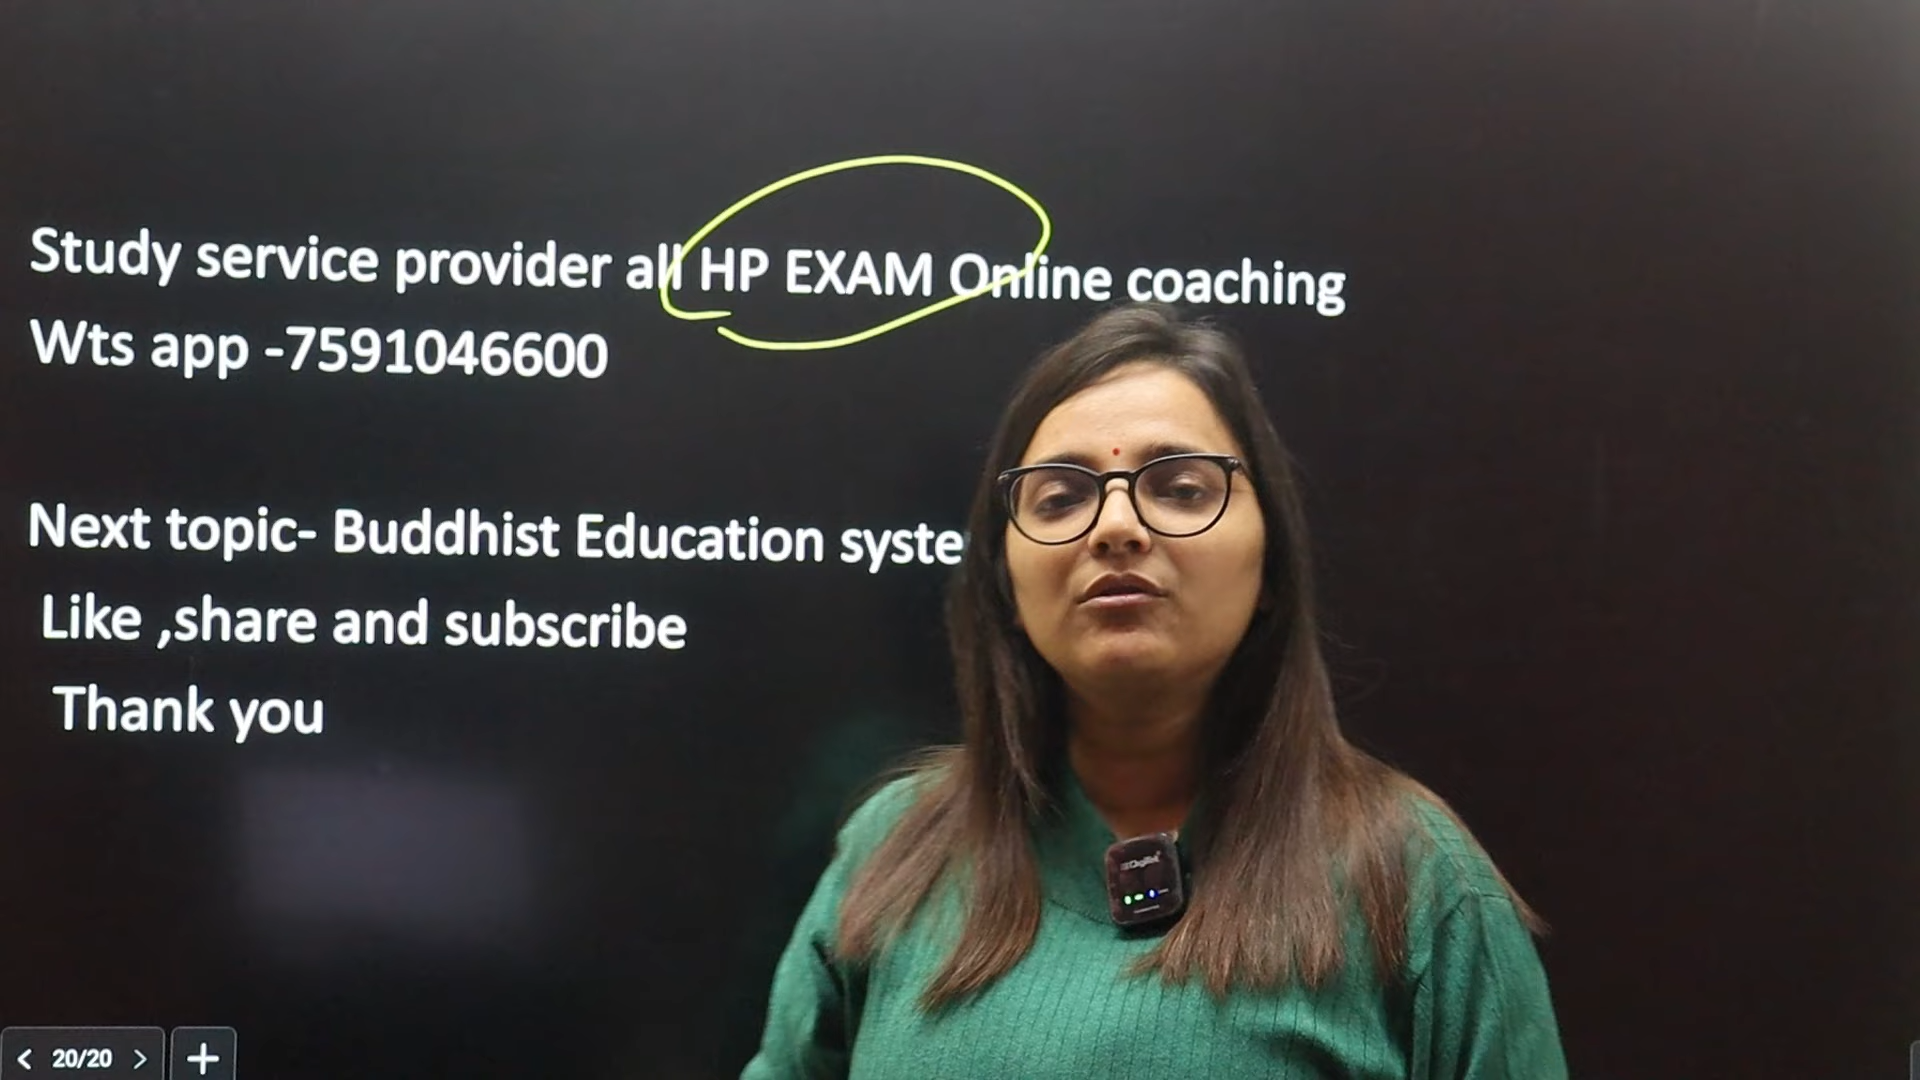 Study service provider all HP EXAM Online coaching
Wts app -7591046600
Next topic- Buddhist Education syste
Like ,share and subscribe
Thank you
20/20